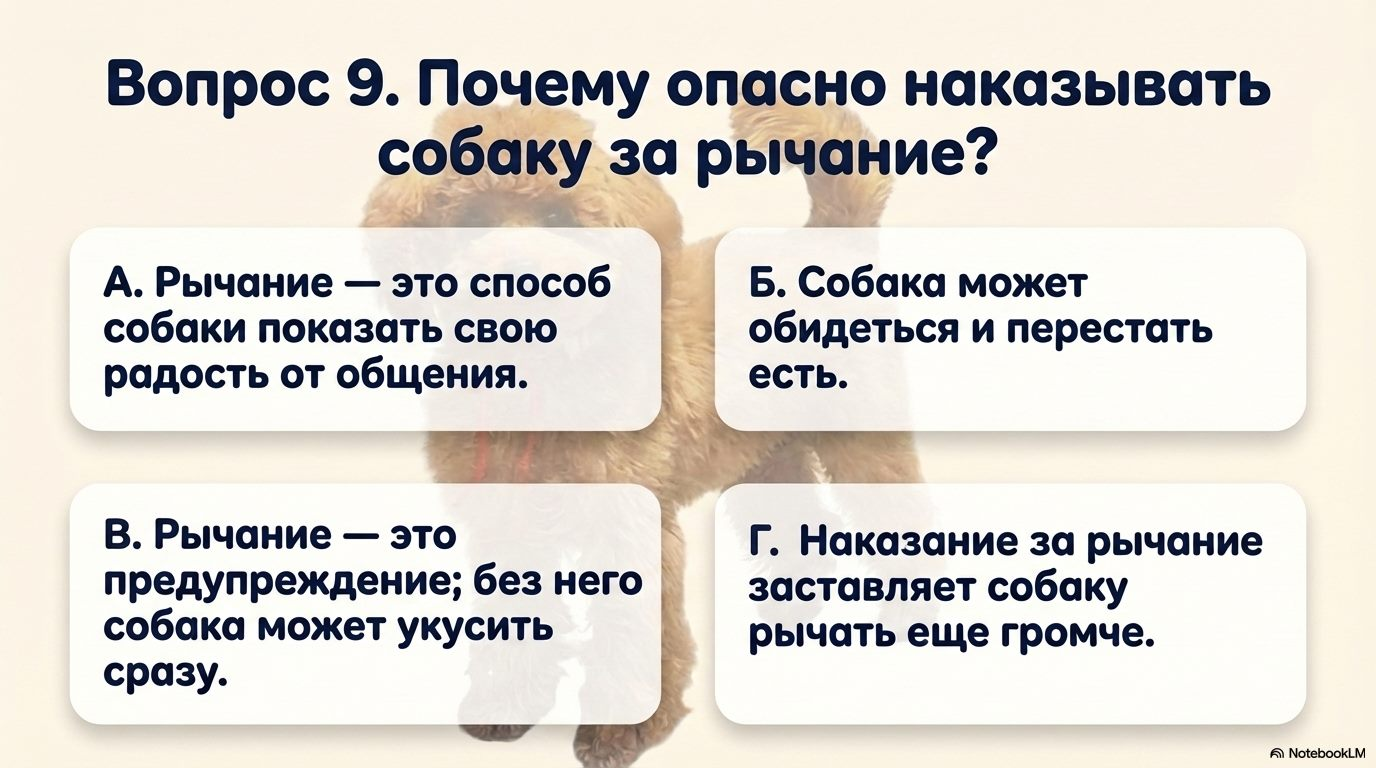 Вопрос 9. Почему опасно наказывать
собаку за рычание?
А. Рычание — это способ
собаки показать свою
радость от общения.
Б. Собака может
обидеться и перестать
есть.
В. Рычание — это
предупреждение; без него
собака может укусить
сразу.
Г. Наказание за рычание
заставляет собаку
рычать еще громче.
NotebookLM